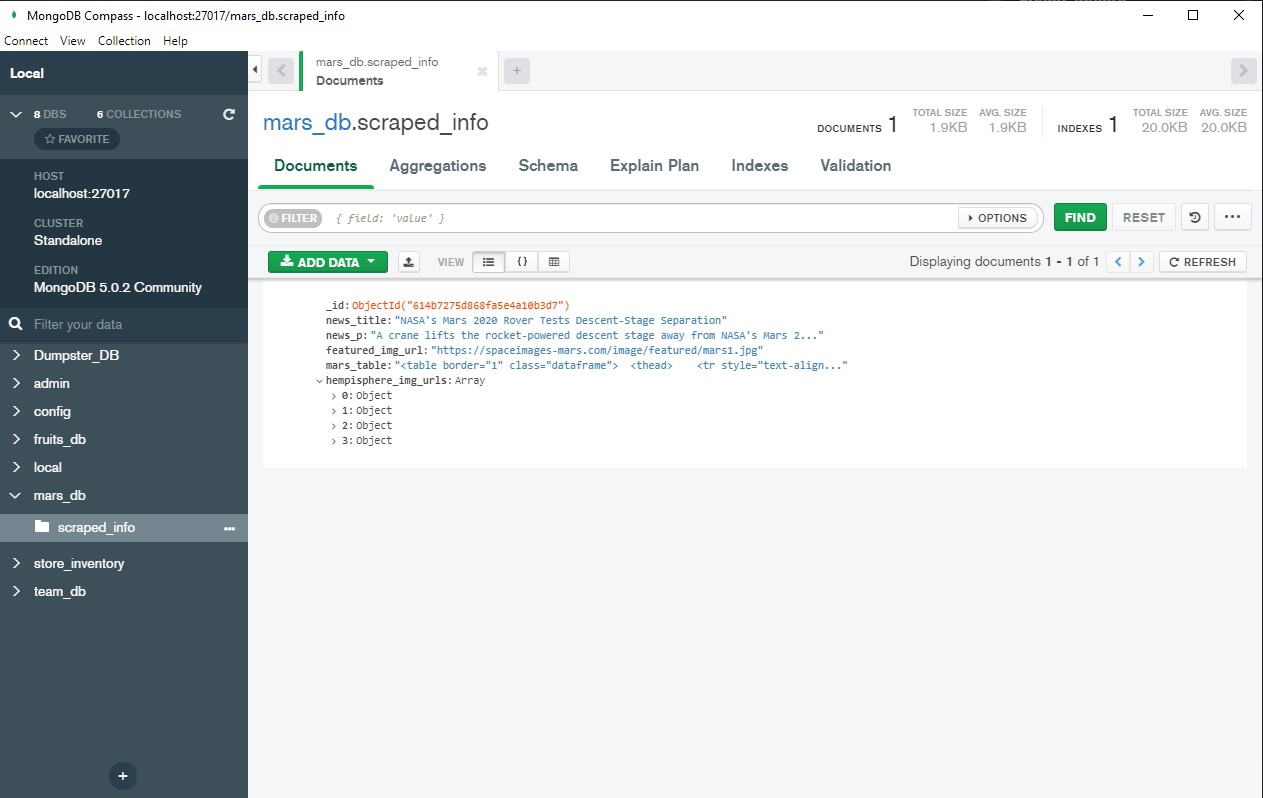 MongoDB Compass - localhost:27017/mars_db.scraped_info
Connect View Collection Help
Local
8 DBS 6 COLLECTIONS
FAVORITE
HOST
localhost:27017
CLUSTER
Standalone
EDITION
MongoDB 5.0.2 Community
Filter your data
Dumpster_DB
admin
config
fruits_db
local
mars_db
scraped_info
store_inventory
team_db
mars_db.scraped_info
Documents
mars_db.scraped_info
DOCUMENTS 1
TOTAL SIZE
1.9KB
AVG. SIZE
1.9KB
INDEXES 1
TOTAL SIZE
20.0KB
AVG. SIZE
20.0KB
Documents Aggregations Schema Explain Plan Indexes Validation
FILTER { field: 'value' } OPTIONS FIND RESET
ADD DATA VIEW Displaying documents 1 - 1 of 1 REFRESH
_id: ObjectId("614b7275d868fa5e4a10b3d7")
news_title: "NASA's Mars 2020 Rover Tests Descent-Stage Separation"
news_p: "A crane lifts the rocket-powered descent stage away from NASA's Mars 2..."
featured_img_url: "https://spaceimages-mars.com/image/featured/mars1.jpg"
mars_table: "<table border="1" class="dataframe"> <thead> <tr style="text-align..."
hempisphere_img_urls: Array
0: Object
1: Object
2: Object
3: Object